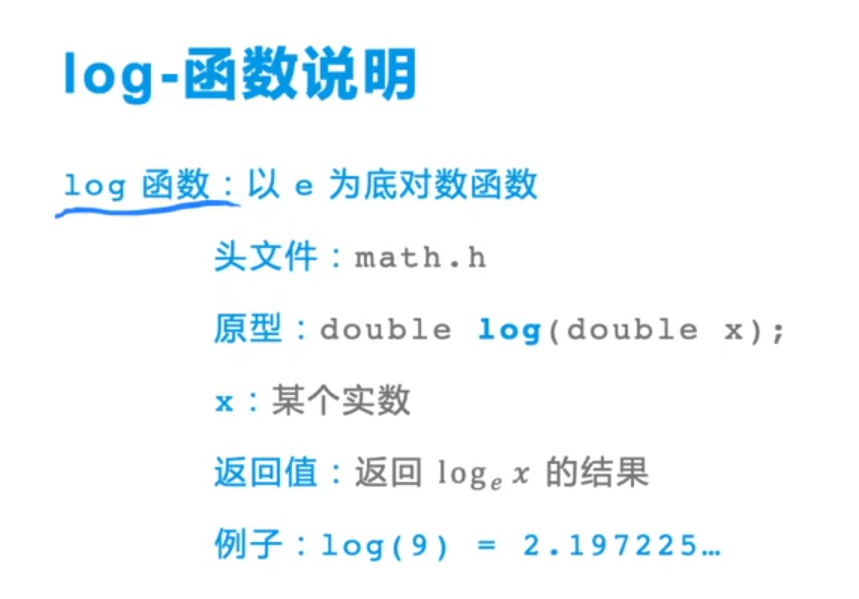 log-函数说明
log 函数：以 e 为底对数函数
头文件：math.h
原型：double log(double x);
x：某个实数
返回值：返回 logₑ x 的结果
例子：log(9) = 2.197225…